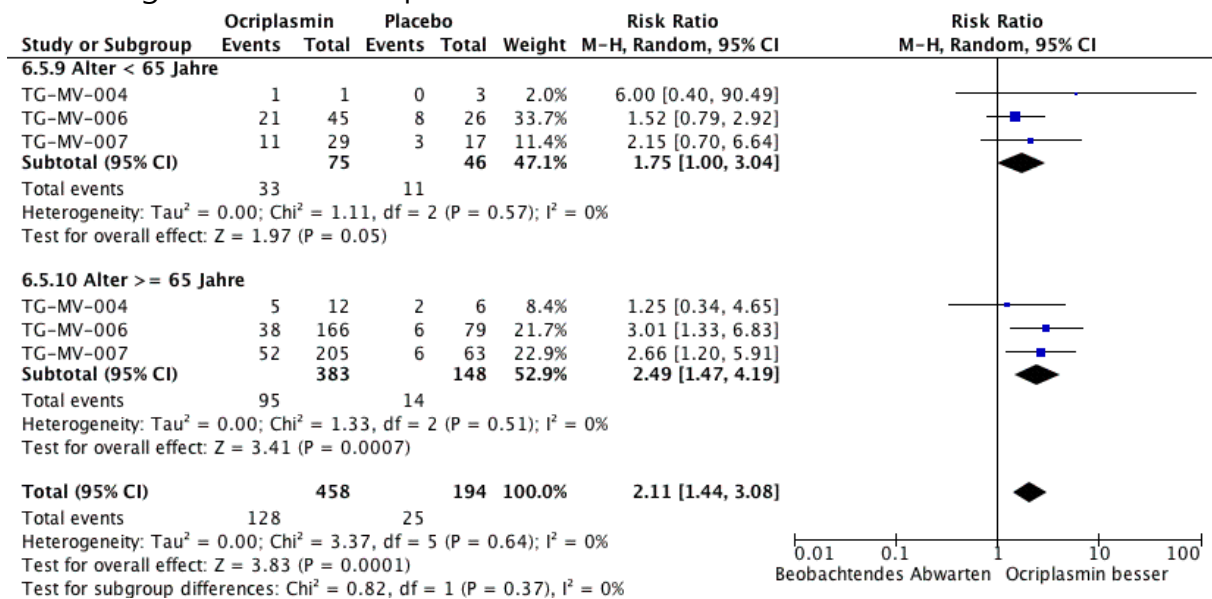 Ocriplasmin Placebo Risk Ratio Risk Ratio
Study or Subgroup Events Total Events Total Weight M-H, Random, 95% CI M-H, Random, 95% CI
6.5.9 Alter < 65 Jahre
TG-MV-004 1 1 0 3 2.0% 6.00 [0.40, 90.49]
TG-MV-006 21 45 8 26 33.7% 1.52 [0.79, 2.92]
TG-MV-007 11 29 3 17 11.4% 2.15 [0.70, 6.64]
Subtotal (95% CI) 75 46 47.1% 1.75 [1.00, 3.04]
Total events 33 11
Heterogeneity: Tau² = 0.00; Chi² = 1.11, df = 2 (P = 0.57); I² = 0%
Test for overall effect: Z = 1.97 (P = 0.05)
6.5.10 Alter >= 65 Jahre
TG-MV-004 5 12 2 6 8.4% 1.25 [0.34, 4.65]
TG-MV-006 38 166 6 79 21.7% 3.01 [1.33, 6.83]
TG-MV-007 52 205 6 63 22.9% 2.66 [1.20, 5.91]
Subtotal (95% CI) 383 148 52.9% 2.49 [1.47, 4.19]
Total events 95 14
Heterogeneity: Tau² = 0.00; Chi² = 1.33, df = 2 (P = 0.51); I² = 0%
Test for overall effect: Z = 3.41 (P = 0.0007)
Total (95% CI) 458 194 100.0% 2.11 [1.44, 3.08]
Total events 128 25
Heterogeneity: Tau² = 0.00; Chi² = 3.37, df = 5 (P = 0.64); I² = 0%
Test for overall effect: Z = 3.83 (P = 0.0001)
Test for subgroup differences: Chi² = 0.82, df = 1 (P = 0.37), I² = 0%
0.01 0.1 1 10 100
Beobachtendes Abwarten Ocriplasmin besser